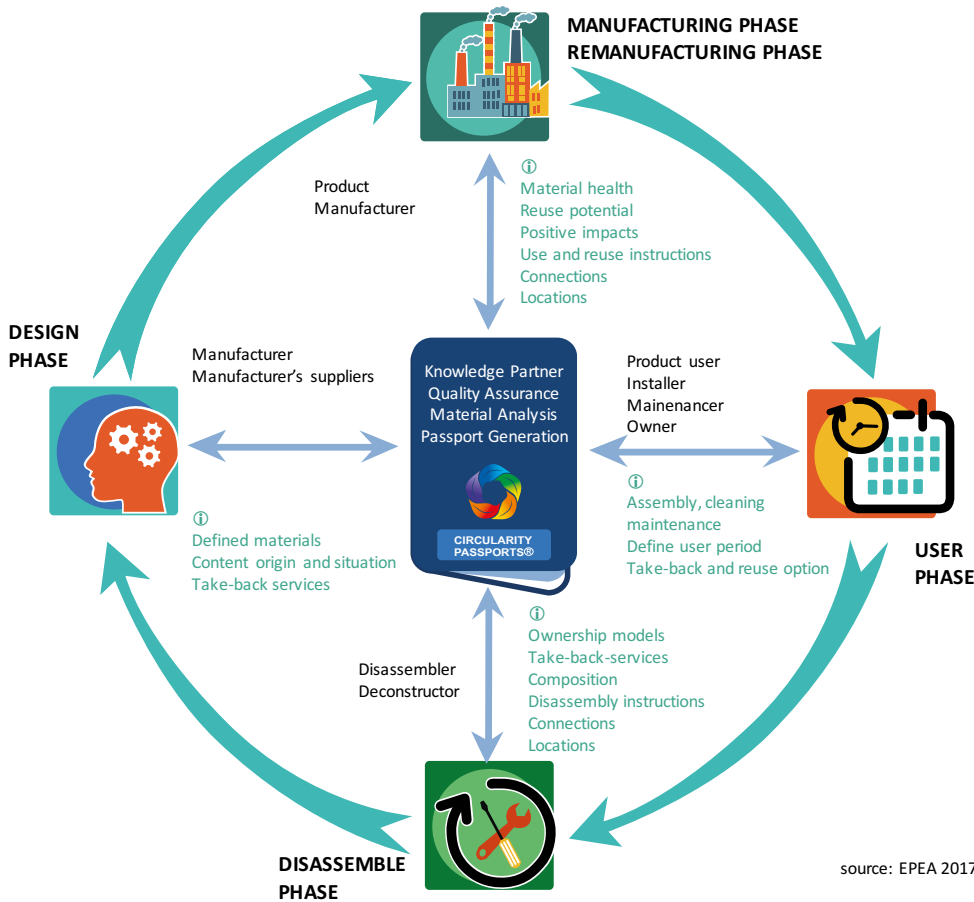 MANUFACTURING PHASE
REMANUFACTURING PHASE
Product
Manufacturer
ⓘ
Material health
Reuse potential
Positive impacts
Use and reuse instructions
Connections
Locations
DESIGN
PHASE
Manufacturer
Manufacturer's suppliers
Knowledge Partner
Quality Assurance
Material Analysis
Passport Generation
CIRCULARITY
PASSPORTS®
Product user
Installer
Mainenancer
Owner
ⓘ
Defined materials
Content origin and situation
Take-back services
ⓘ
Assembly, cleaning
maintenance
Define user period
Take-back and reuse option
USER
PHASE
Disassembler
Deconstructor
ⓘ
Ownership models
Take-back-services
Composition
Disassembly instructions
Connections
Locations
DISASSEMBLE
PHASE
source: EPEA 2017